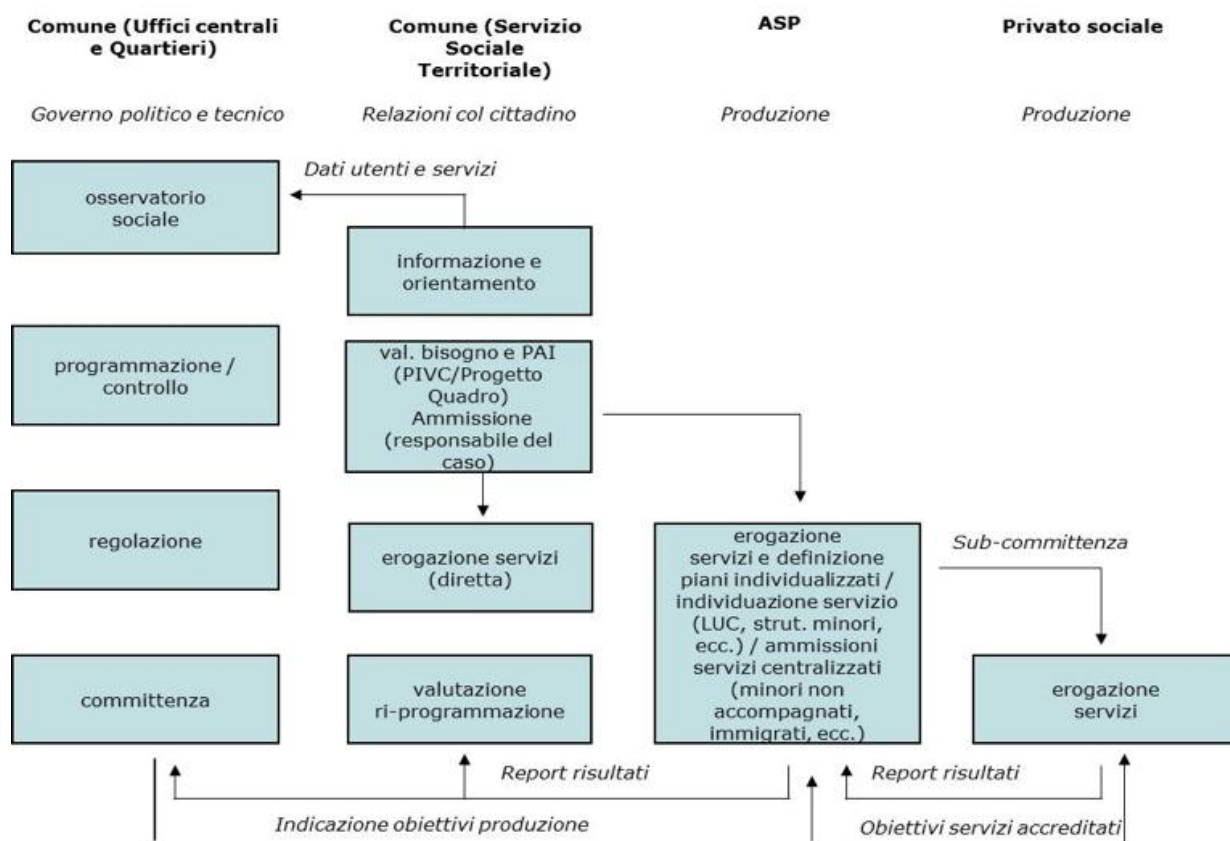 Comune (Uffici centrali
e Quartieri)
Comune (Servizio
Sociale
Territoriale)
ASP
Privato sociale
Governo politico e tecnico
Relazioni col cittadino
Produzione
Produzione
Dati utenti e servizi
osservatorio
sociale
informazione e
orientamento
programmazione /
controllo
val. bisogno e PAI
(PIVC/Progetto
Quadro)
Ammissione
(responsabile del
caso)
regolazione
erogazione servizi
(diretta)
erogazione
servizi e definizione
piani individualizzati /
individuazione servizio
(LUC, strut. minori,
ecc.) / ammissioni
servizi centralizzati
(minori non
accompagnati,
immigrati, ecc.)
Sub-committenza
committenza
valutazione
ri-programmazione
erogazione
servizi
Report risultati
Report risultati
Indicazione obiettivi produzione
Obiettivi servizi accreditati